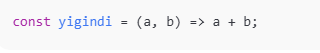 const yigindi = (a, b) => a + b;